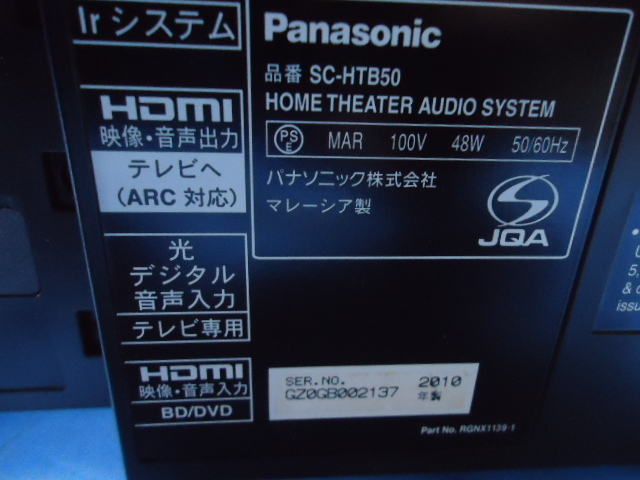 Ir システム
HDMI
映像・音声出力
テレビへ
(ARC 対応)
光
デジタル
音声入力
テレビ専用
HDMI
映像・音声入力
BD/DVD
Panasonic
品番 SC-HTB50
HOME THEATER AUDIO SYSTEM
PSE MAR 100V 48W 50/60Hz
パナソニック株式会社
マレーシア製
JQA
SER.NO. 2010
GZ0GB002137 年製
Part No. RGNX1139-1
5,
& d
issu